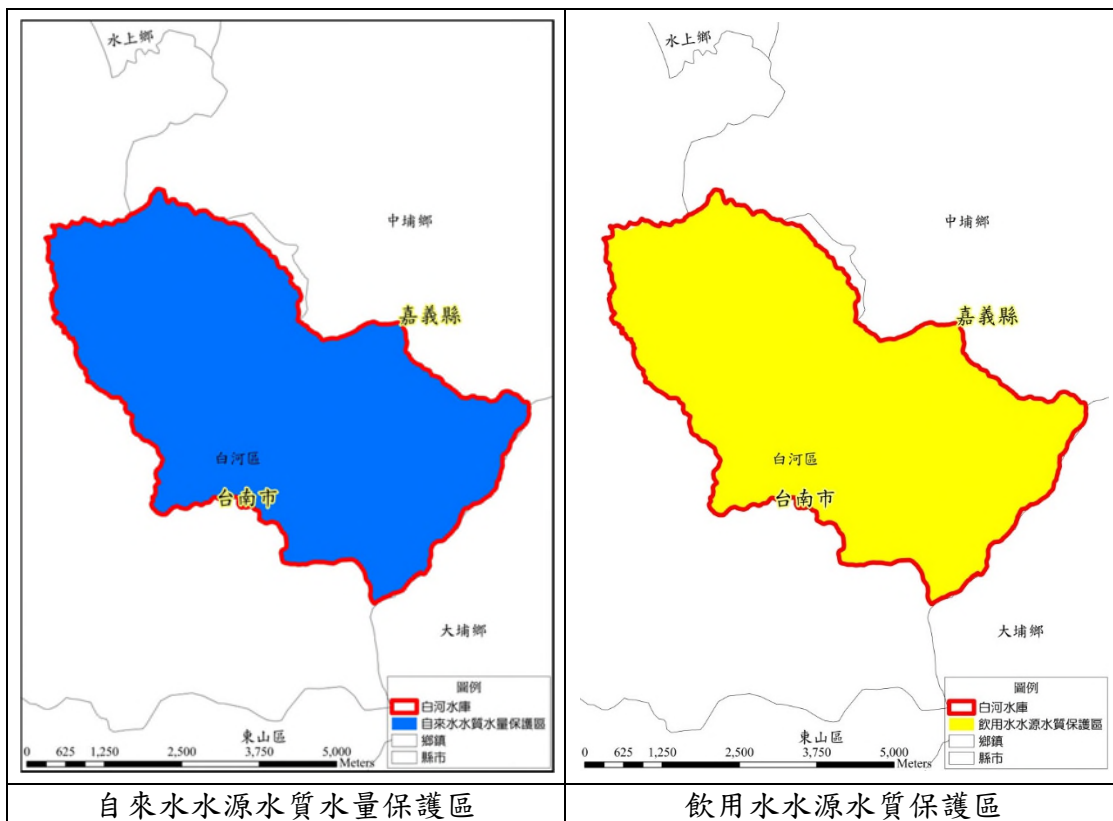 水上鄉
中埔鄉
嘉義縣
白河區
台南市
大埔鄉
圖例
白河水庫
自來水水質水量保護區
鄉鎮
縣市
東山區
0 625 1,250 2,500 3,750 5,000
Meters
自來水水源水質水量保護區
水上鄉
中埔鄉
嘉義縣
白河區
台南市
大埔鄉
圖例
白河水庫
飲用水水源水質保護區
鄉鎮
縣市
東山區
0 625 1,250 2,500 3,750 5,000
Meters
飲用水水源水質保護區